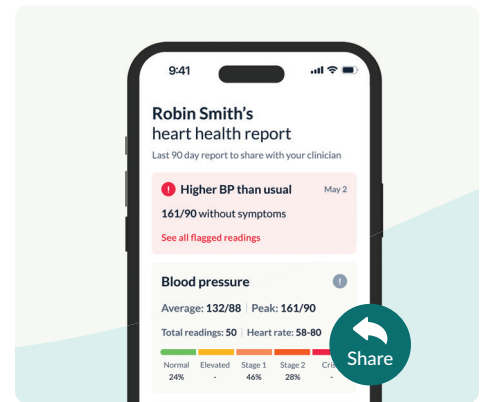 9:41
Robin Smith's
heart health report
Last 90 day report to share with your clinician
! Higher BP than usual May 2
161/90 without symptoms
See all flagged readings
Blood pressure !
Average: 132/88 | Peak: 161/90
Total readings: 50 | Heart rate: 58-80
Share
Normal Elevated Stage 1 Stage 2
24% - 46% 28% -